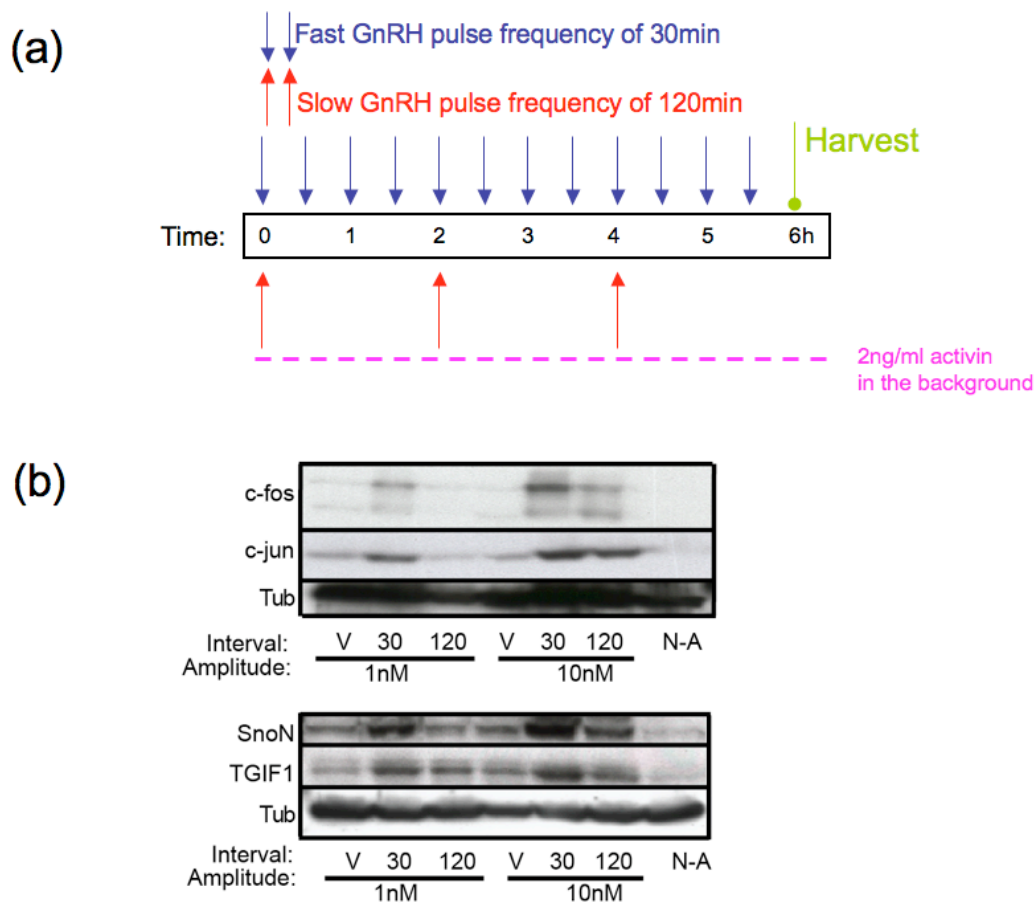 (a)
Fast GnRH pulse frequency of 30min
Slow GnRH pulse frequency of 120min
Harvest
Time: 0 1 2 3 4 5 6h
2ng/ml activin
in the background
(b)
c-fos
c-jun
Tub
Interval: V 30 120 V 30 120 N-A
Amplitude: 1nM 10nM
SnoN
TGIF1
Tub
Interval: V 30 120 V 30 120 N-A
Amplitude: 1nM 10nM